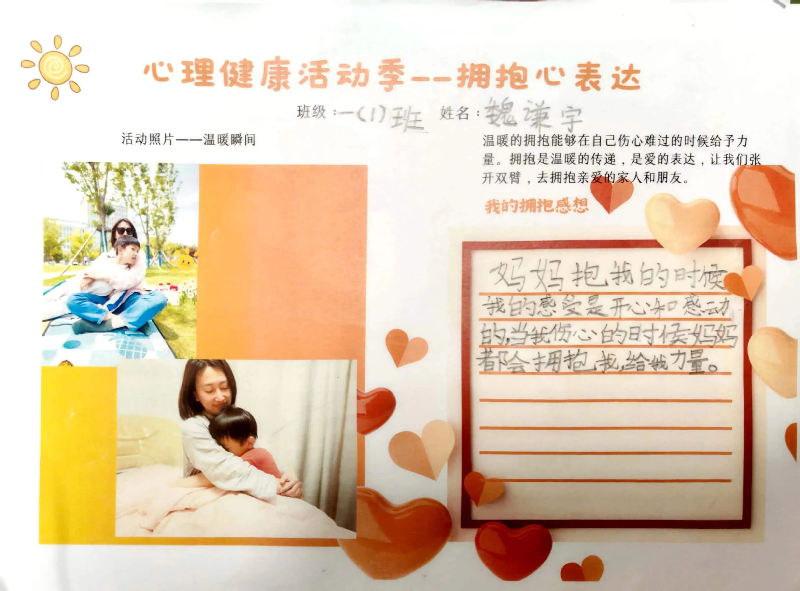 心理健康活动季--拥抱心表达
班级：一(1)班 姓名：魏谦宇
活动照片——温暖瞬间
温暖的拥抱能够在自己伤心难过的时候给予力
量。拥抱是温暖的传递，是爱的表达，让我们张
开双臂，去拥抱亲爱的家人和朋友。
我的拥抱感想
妈妈抱我的时候
我的感受是开心和感动
的,当我伤心的时候妈妈
都会拥抱我,给我力量。